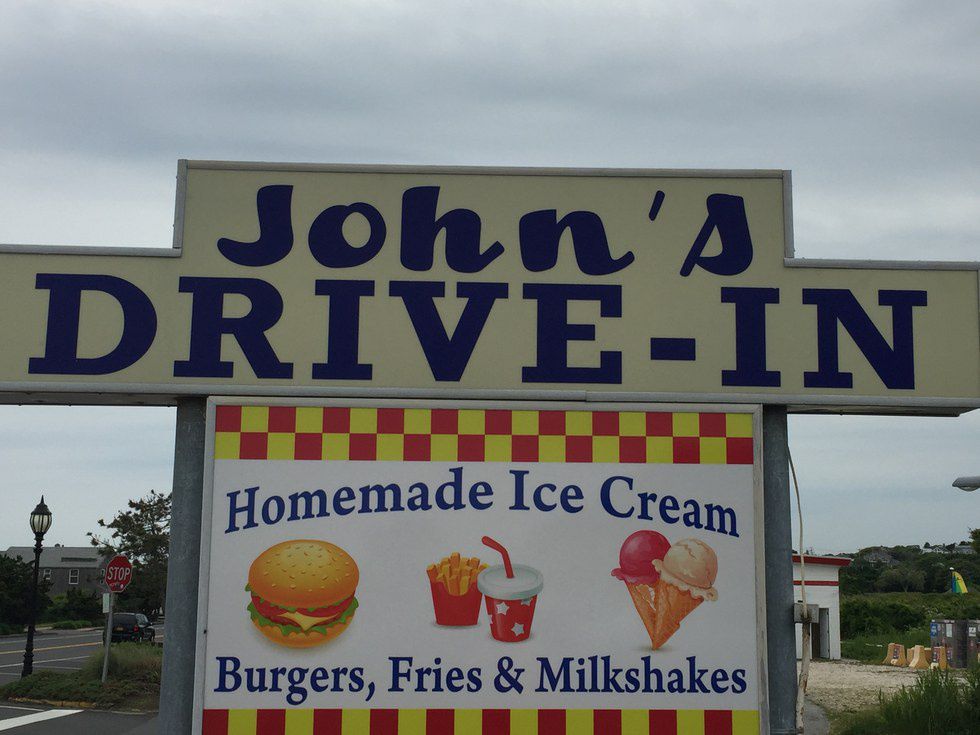 John's
DRIVE-IN
Homemade Ice Cream
Burgers, Fries & Milkshakes
STOP